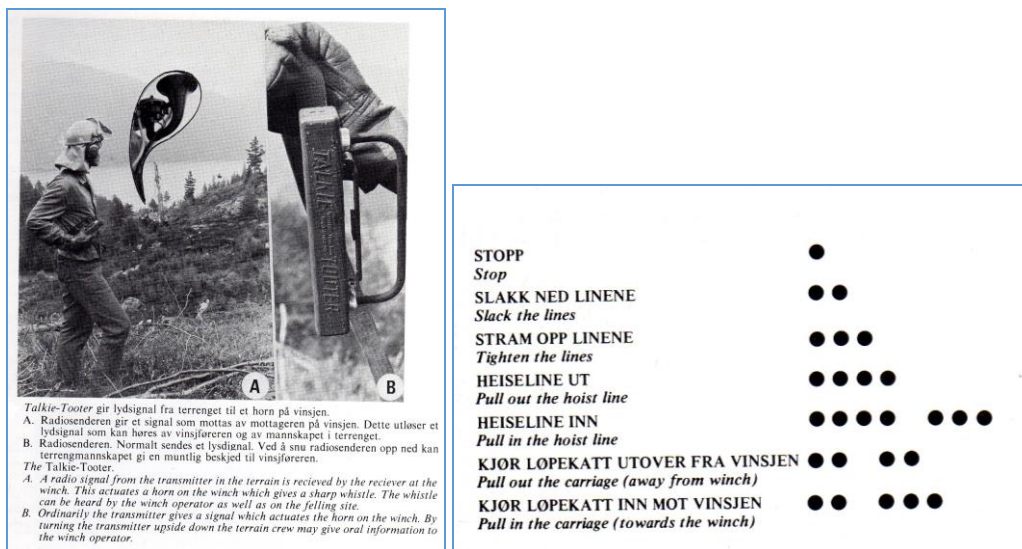 TALKIE TOOTER
A
B
Talkie-Tooter gir lydsignal fra terrenget til et horn på vinsjen.
A. Radiosenderen gir et signal som mottas av mottageren på vinsjen. Dette utløser et
lydsignal som kan høres av vinsjføreren og av mannskapet i terrenget.
B. Radiosenderen. Normalt sendes et lysdignal. Ved å snu radiosenderen opp ned kan
terrengmannskapet gi en muntlig beskjed til vinsjføreren.
The Talkie-Tooter.
A. A radio signal from the transmitter in the terrain is recieved by the reciever at the
winch. This actuates a horn on the winch which gives a sharp whistle. The whistle
can be heard by the winch operator as well as on the felling site.
B. Ordinarily the transmitter gives a signal which actuates the horn on the winch. By
turning the transmitter upside down the terrain crew may give oral information to
the winch operator.
STOPP
Stop
SLAKK NED LINENE
Slack the lines
STRAM OPP LINENE
Tighten the lines
HEISELINE UT
Pull out the hoist line
HEISELINE INN
Pull in the hoist line
KJØR LØPEKATT UTOVER FRA VINSJEN
Pull out the carriage (away from winch)
KJØR LØPEKATT INN MOT VINSJEN
Pull in the carriage (towards the winch)